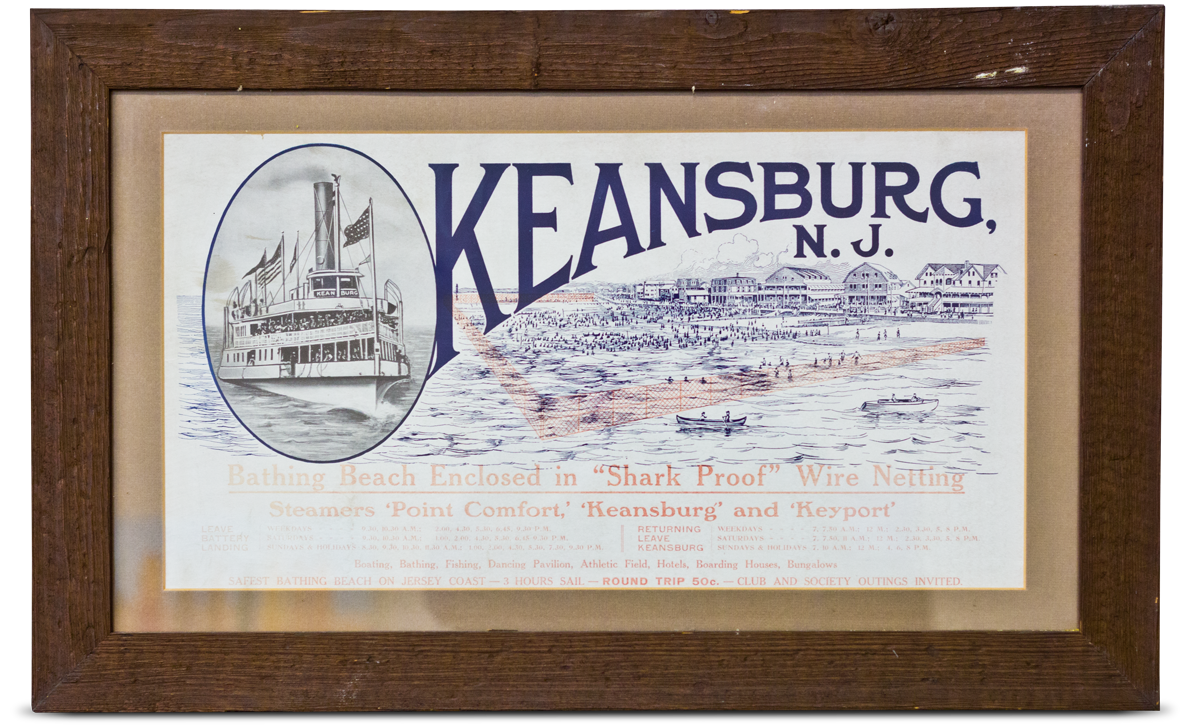 KEANSBURG,
N. J.
KEANSBURG
Bathing Beach Enclosed in "Shark Proof" Wire Netting
Steamers 'Point Comfort,' 'Keansburg' and 'Keyport'
LEAVE
BATTERY
LANDING
SUNDAYS & HOLIDAYS
RETURNING
LEAVE
KEANSBURG
WEEKDAYS
SATURDAYS
SUNDAYS & HOLIDAYS
Boating, Bathing, Fishing, Dancing Pavilion, Athletic Field, Hotels, Boarding Houses, Bungalows
SAFEST BATHING BEACH ON JERSEY COAST — 3 HOURS SAIL. — ROUND TRIP 50c. — CLUB AND SOCIETY OUTINGS INVITED.